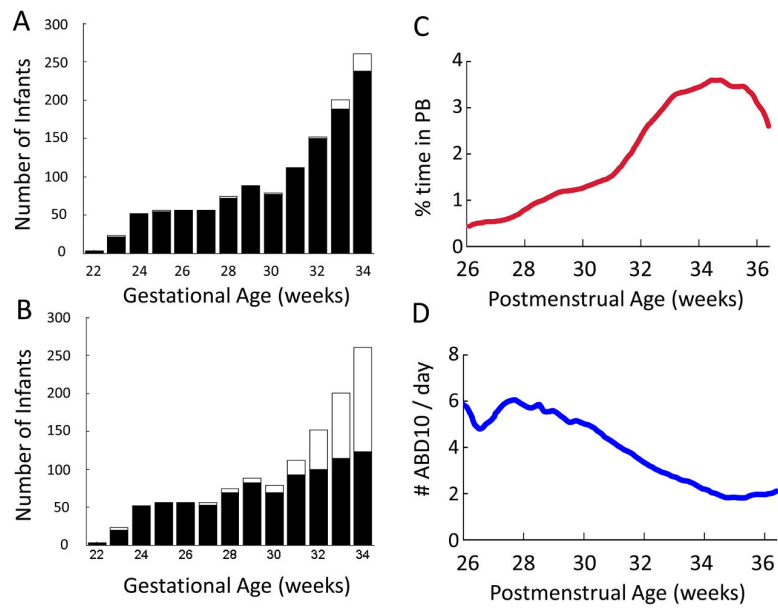 A
300
250
200
150
100
50
0
22 24 26 28 30 32 34
Number of Infants
Gestational Age (weeks)
B
300
250
200
150
100
50
0
22 24 26 28 30 32 34
Number of Infants
Gestational Age (weeks)
C
4
3
2
1
0
26 28 30 32 34 36
% time in PB
Postmenstrual Age (weeks)
D
8
6
4
2
0
26 28 30 32 34 36
# ABD10 / day
Postmenstrual Age (weeks)